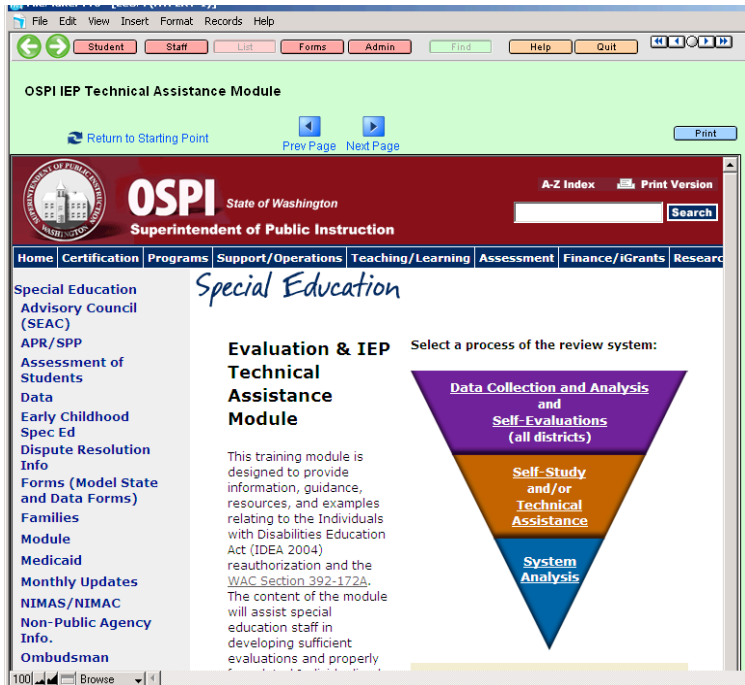 File Edit View Insert Format Records Help
Student Staff List Forms Admin Find Help Quit
OSPI IEP Technical Assistance Module
Return to Starting Point Prev Page Next Page Print
OSPI State of Washington
Superintendent of Public Instruction
A-Z Index Print Version
Search
Home Certification Programs Support/Operations Teaching/Learning Assessment Finance/iGrants Researc
Special Education
Special Education
Advisory Council
(SEAC)
APR/SPP
Assessment of
Students
Data
Early Childhood
Spec Ed
Dispute Resolution
Info
Forms (Model State
and Data Forms)
Families
Module
Medicaid
Monthly Updates
NIMAS/NIMAC
Non-Public Agency
Info.
Ombudsman
Evaluation & IEP
Technical
Assistance
Module
This training module is
designed to provide
information, guidance,
resources, and examples
relating to the Individuals
with Disabilities Education
Act (IDEA 2004)
reauthorization and the
WAC Section 392-172A.
The content of the module
will assist special
education staff in
developing sufficient
evaluations and properly
Select a process of the review system:
Data Collection and Analysis
and
Self-Evaluations
(all districts)
Self-Study
and/or
Technical
Assistance
System
Analysis
100 Browse